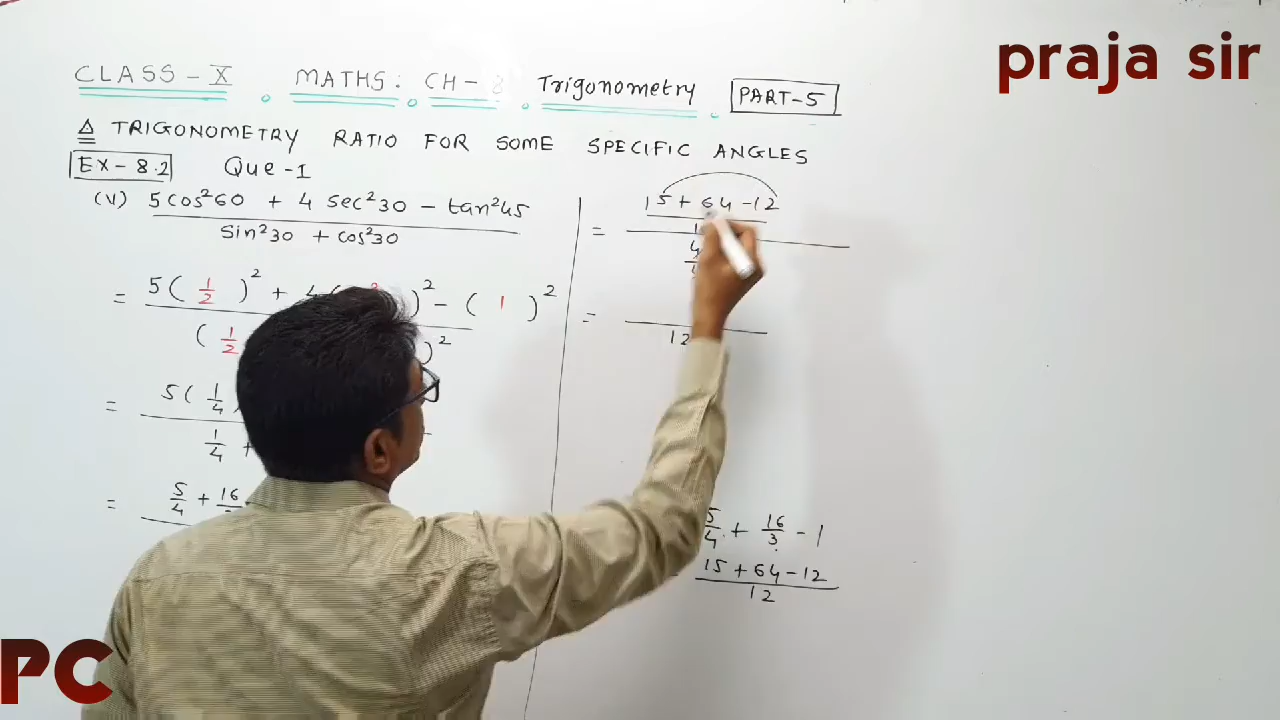 praja sir
CLASS - X MATHS: CH - 8 Trigonometry PART-5
∆ TRIGONOMETRY RATIO FOR SOME SPECIFIC ANGLES
EX - 8.2 Que - 1
(V) 5 cos²60 + 4 sec²30 - tan²45
sin²30 + cos²30
= 5( 1/2 )² + 4( )² - ( 1 )²
( 1/2 )²
= 5( 1/4 )
1/4 +
= 5/4 + 16
= 15 + 64 - 12
4
=
12
5/4 + 16/3 - 1
15 + 64 - 12
12
PC